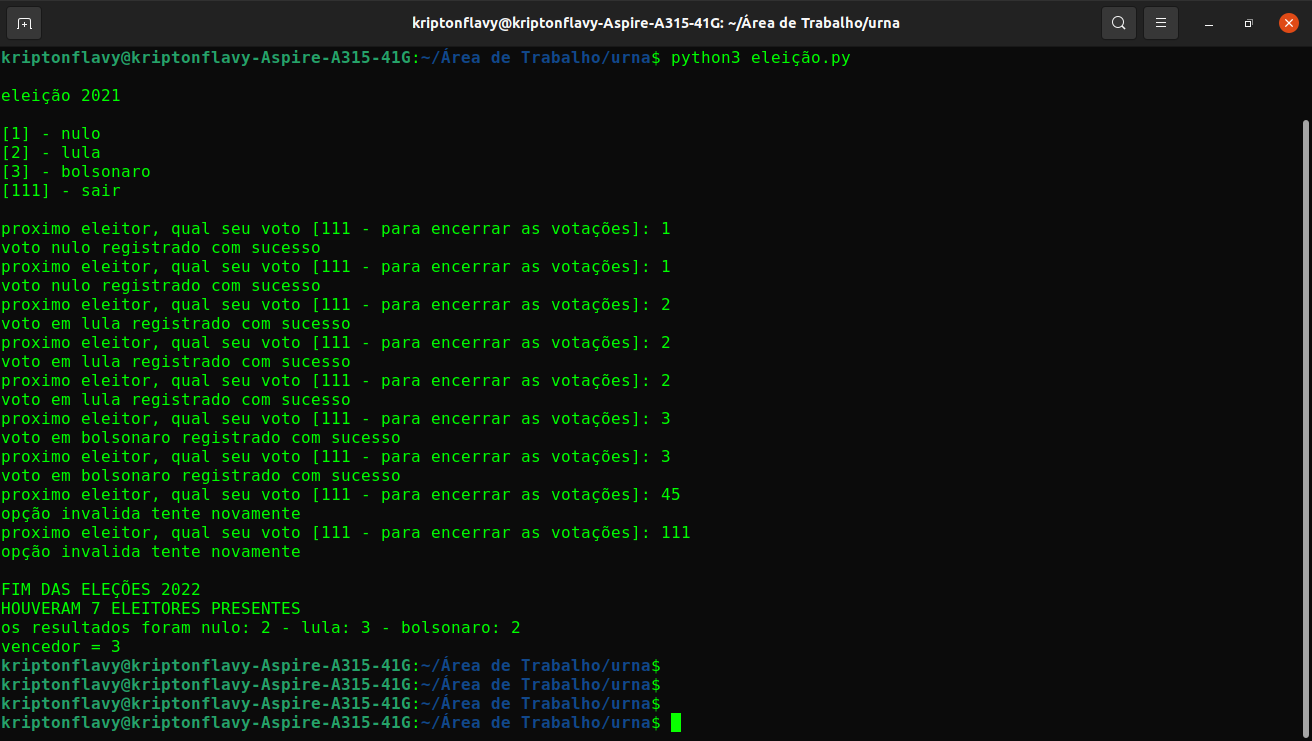 kriptonflavy@kriptonflavy-Aspire-A315-41G: ~/Área de Trabalho/urna
kriptonflavy@kriptonflavy-Aspire-A315-41G:~/Área de Trabalho/urna$ python3 eleição.py
eleição 2021
[1] - nulo
[2] - lula
[3] - bolsonaro
[111] - sair
proximo eleitor, qual seu voto [111 - para encerrar as votações]: 1
voto nulo registrado com sucesso
proximo eleitor, qual seu voto [111 - para encerrar as votações]: 1
voto nulo registrado com sucesso
proximo eleitor, qual seu voto [111 - para encerrar as votações]: 2
voto em lula registrado com sucesso
proximo eleitor, qual seu voto [111 - para encerrar as votações]: 2
voto em lula registrado com sucesso
proximo eleitor, qual seu voto [111 - para encerrar as votações]: 2
voto em lula registrado com sucesso
proximo eleitor, qual seu voto [111 - para encerrar as votações]: 3
voto em bolsonaro registrado com sucesso
proximo eleitor, qual seu voto [111 - para encerrar as votações]: 3
voto em bolsonaro registrado com sucesso
proximo eleitor, qual seu voto [111 - para encerrar as votações]: 45
opção invalida tente novamente
proximo eleitor, qual seu voto [111 - para encerrar as votações]: 111
opção invalida tente novamente
FIM DAS ELEÇÕES 2022
HOUVERAM 7 ELEITORES PRESENTES
os resultados foram nulo: 2 - lula: 3 - bolsonaro: 2
vencedor = 3
kriptonflavy@kriptonflavy-Aspire-A315-41G:~/Área de Trabalho/urna$
kriptonflavy@kriptonflavy-Aspire-A315-41G:~/Área de Trabalho/urna$
kriptonflavy@kriptonflavy-Aspire-A315-41G:~/Área de Trabalho/urna$
kriptonflavy@kriptonflavy-Aspire-A315-41G:~/Área de Trabalho/urna$